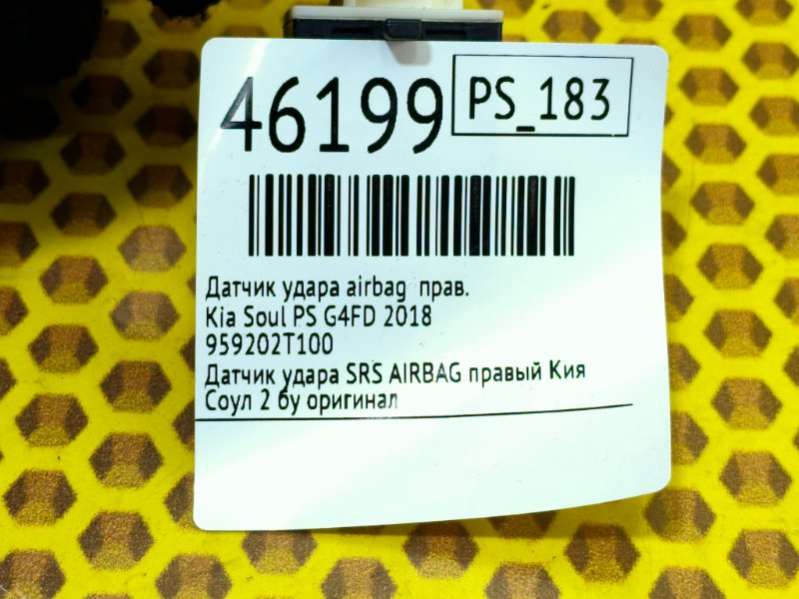 46199
PS_183
Датчик удара airbag прав.
Kia Soul PS G4FD 2018
959202T100
Датчик удара SRS AIRBAG правый Кия
Соул 2 бу оригинал